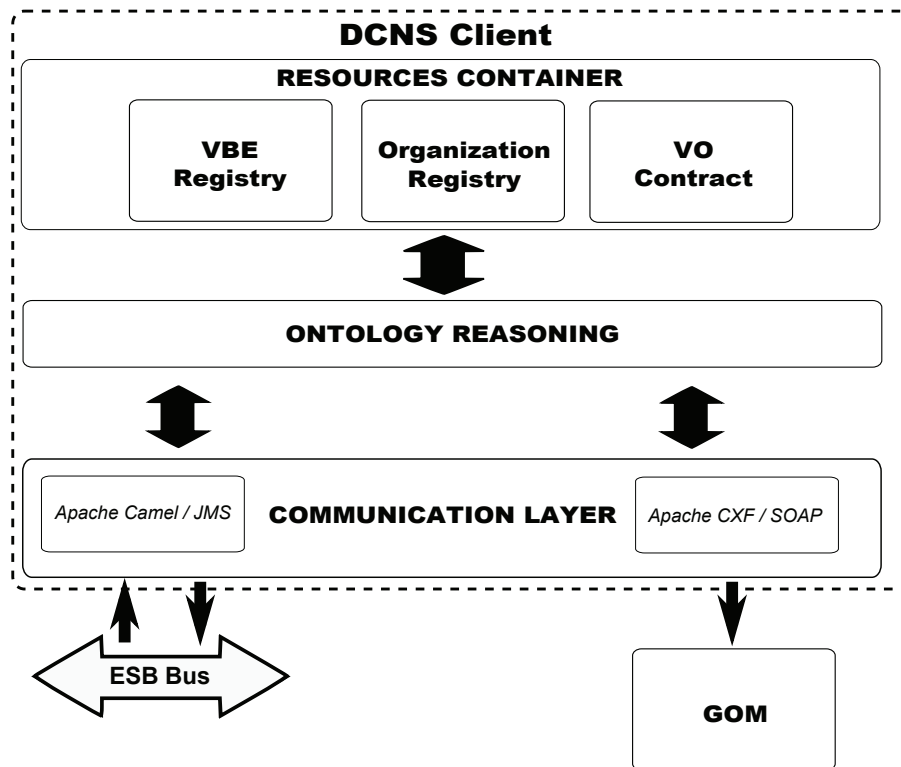 DCNS Client
RESOURCES CONTAINER
VBE
Registry
Organization
Registry
VO
Contract
ONTOLOGY REASONING
Apache Camel / JMS
COMMUNICATION LAYER
Apache CXF / SOAP
ESB Bus
GOM